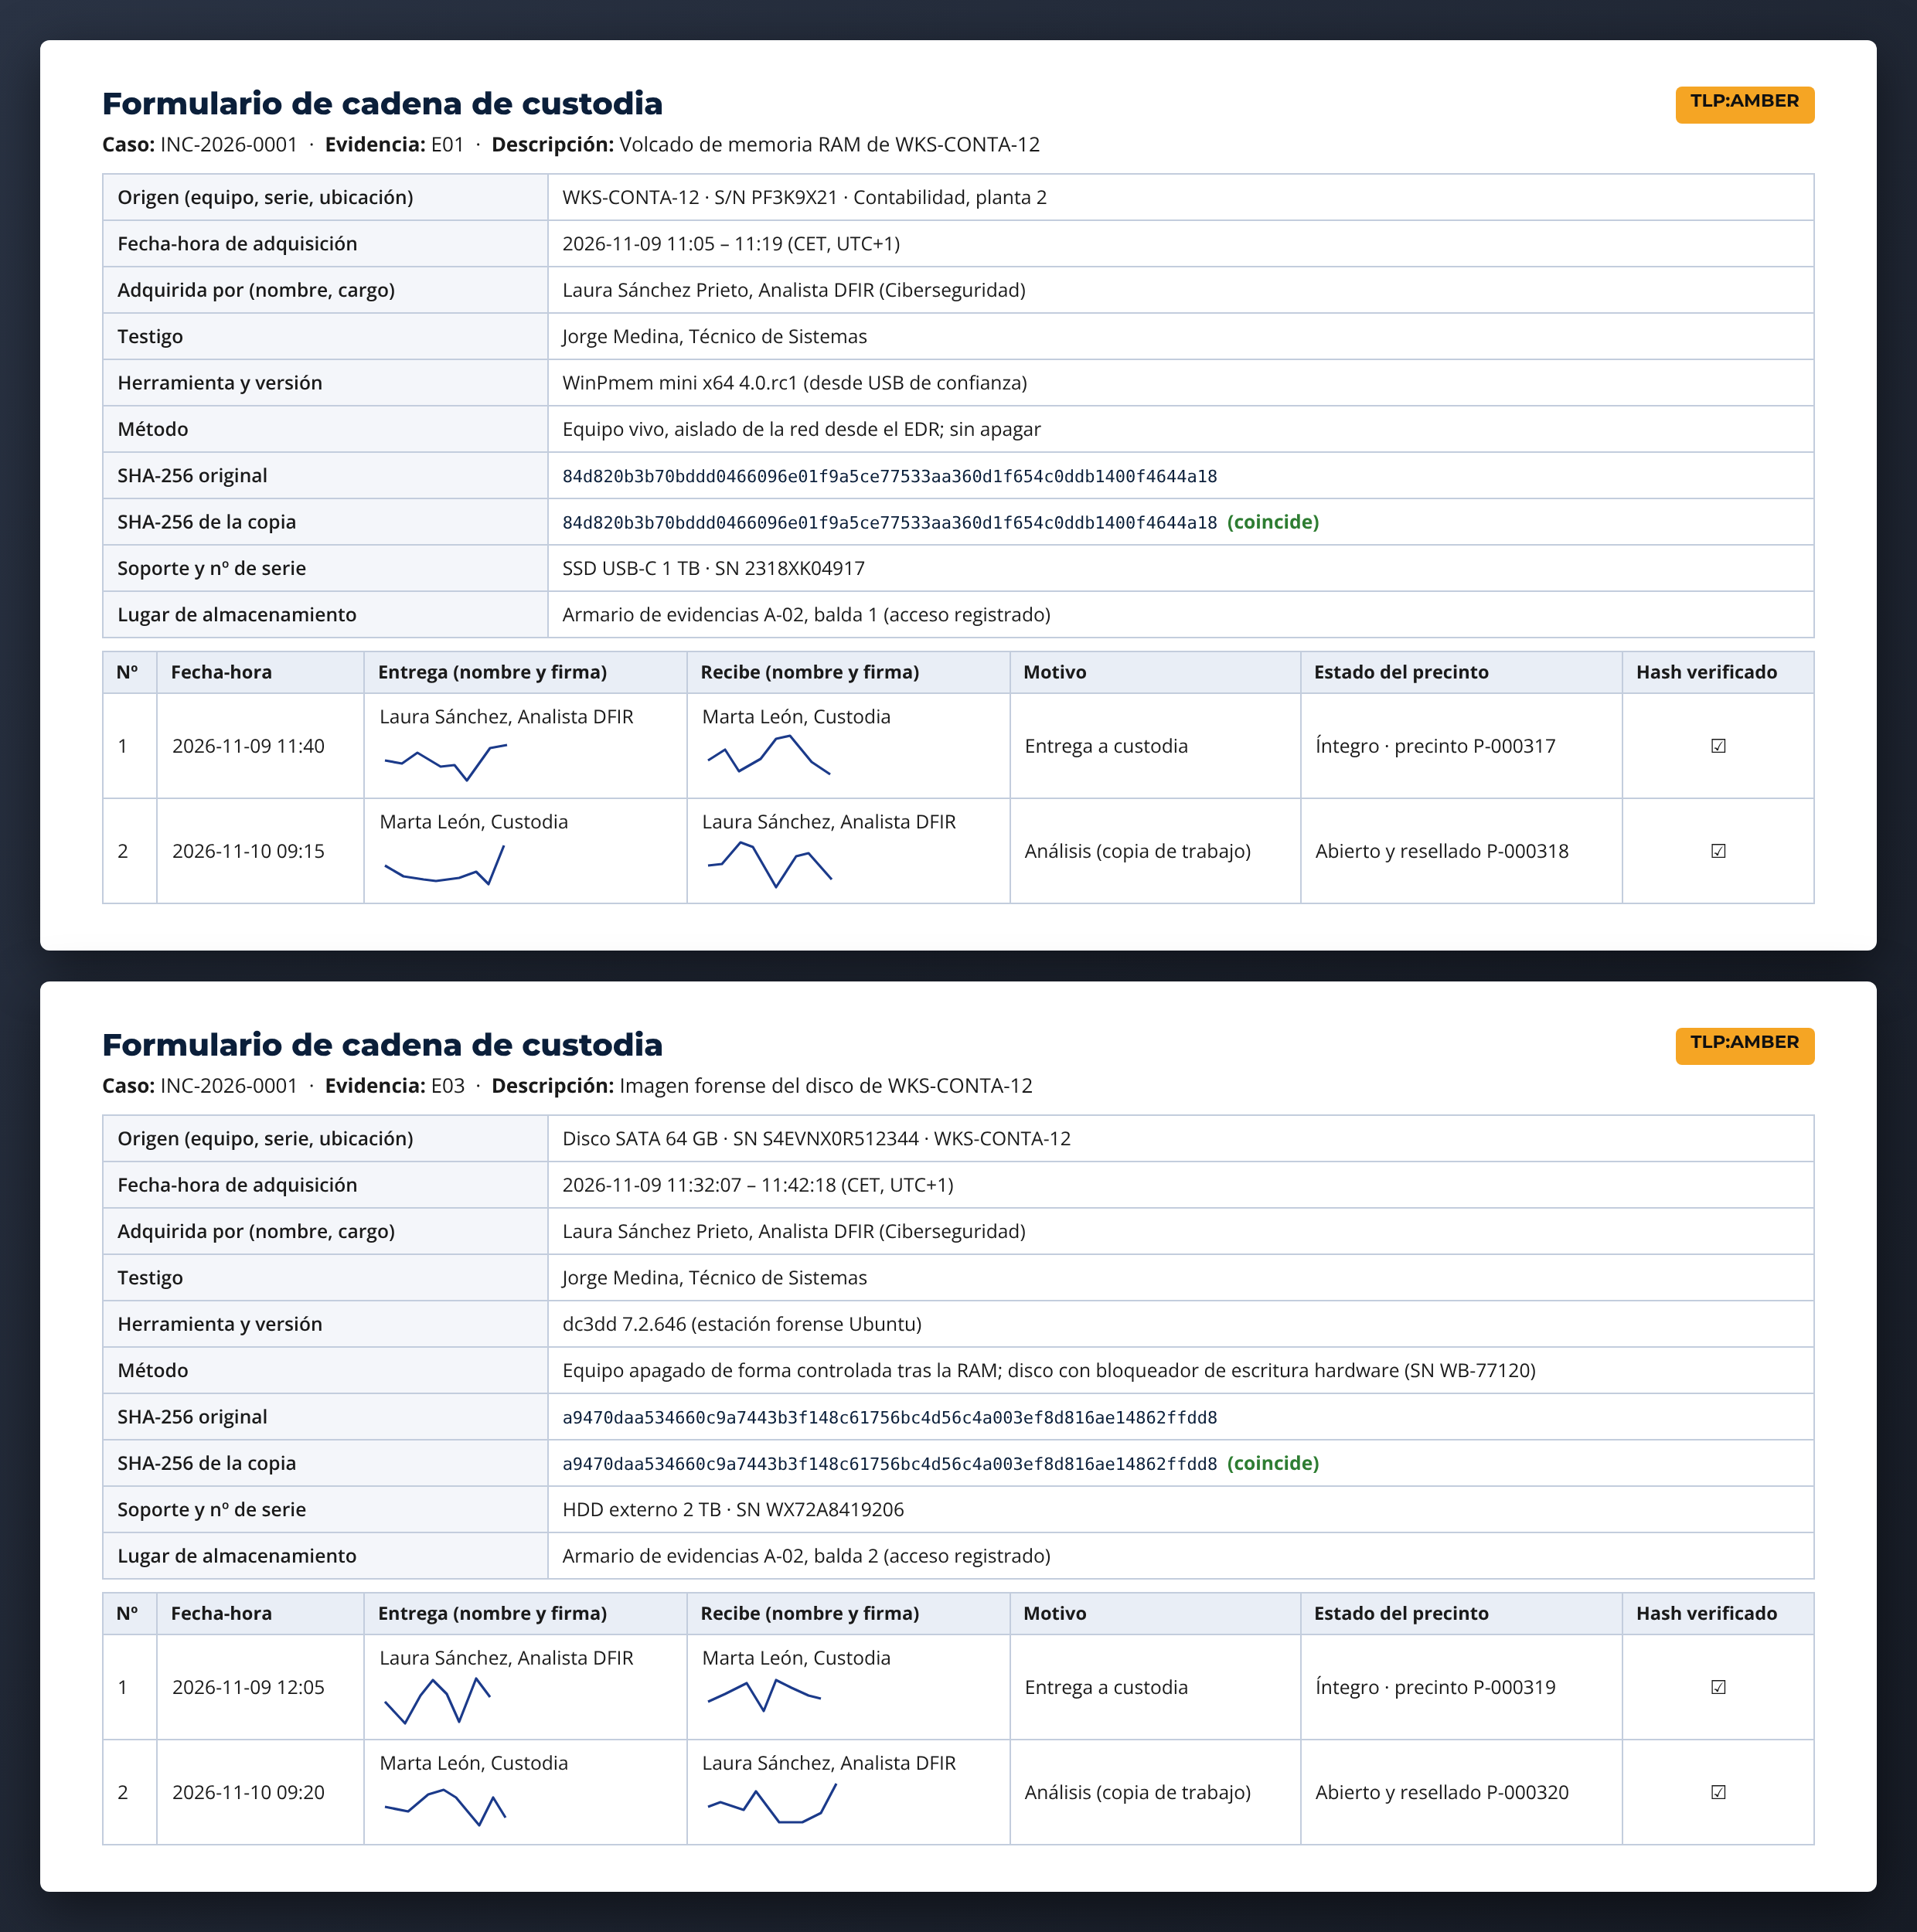 Formulario de cadena de custodia
TLP:AMBER
Caso: INC-2026-0001 · Evidencia: E01 · Descripción: Volcado de memoria RAM de WKS-CONTA-12
Origen (equipo, serie, ubicación) WKS-CONTA-12 · S/N PF3K9X21 · Contabilidad, planta 2
Fecha-hora de adquisición 2026-11-09 11:05 – 11:19 (CET, UTC+1)
Adquirida por (nombre, cargo) Laura Sánchez Prieto, Analista DFIR (Ciberseguridad)
Testigo Jorge Medina, Técnico de Sistemas
Herramienta y versión WinPmem mini x64 4.0.rc1 (desde USB de confianza)
Método Equipo vivo, aislado de la red desde el EDR; sin apagar
SHA-256 original 84d820b3b70bddd0466096e01f9a5ce77533aa360d1f654c0ddb1400f4644a18
SHA-256 de la copia 84d820b3b70bddd0466096e01f9a5ce77533aa360d1f654c0ddb1400f4644a18 (coincide)
Soporte y nº de serie SSD USB-C 1 TB · SN 2318XK04917
Lugar de almacenamiento Armario de evidencias A-02, balda 1 (acceso registrado)
Nº Fecha-hora Entrega (nombre y firma) Recibe (nombre y firma) Motivo Estado del precinto Hash verificado
1 2026-11-09 11:40 Laura Sánchez, Analista DFIR Marta León, Custodia Entrega a custodia Íntegro · precinto P-000317 ☑
2 2026-11-10 09:15 Marta León, Custodia Laura Sánchez, Analista DFIR Análisis (copia de trabajo) Abierto y resellado P-000318 ☑
Formulario de cadena de custodia
TLP:AMBER
Caso: INC-2026-0001 · Evidencia: E03 · Descripción: Imagen forense del disco de WKS-CONTA-12
Origen (equipo, serie, ubicación) Disco SATA 64 GB · SN S4EVNX0R512344 · WKS-CONTA-12
Fecha-hora de adquisición 2026-11-09 11:32:07 – 11:42:18 (CET, UTC+1)
Adquirida por (nombre, cargo) Laura Sánchez Prieto, Analista DFIR (Ciberseguridad)
Testigo Jorge Medina, Técnico de Sistemas
Herramienta y versión dc3dd 7.2.646 (estación forense Ubuntu)
Método Equipo apagado de forma controlada tras la RAM; disco con bloqueador de escritura hardware (SN WB-77120)
SHA-256 original a9470daa534660c9a7443b3f148c61756bc4d56c4a003ef8d816ae14862ffdd8
SHA-256 de la copia a9470daa534660c9a7443b3f148c61756bc4d56c4a003ef8d816ae14862ffdd8 (coincide)
Soporte y nº de serie HDD externo 2 TB · SN WX72A8419206
Lugar de almacenamiento Armario de evidencias A-02, balda 2 (acceso registrado)
Nº Fecha-hora Entrega (nombre y firma) Recibe (nombre y firma) Motivo Estado del precinto Hash verificado
1 2026-11-09 12:05 Laura Sánchez, Analista DFIR Marta León, Custodia Entrega a custodia Íntegro · precinto P-000319 ☑
2 2026-11-10 09:20 Marta León, Custodia Laura Sánchez, Analista DFIR Análisis (copia de trabajo) Abierto y resellado P-000320 ☑